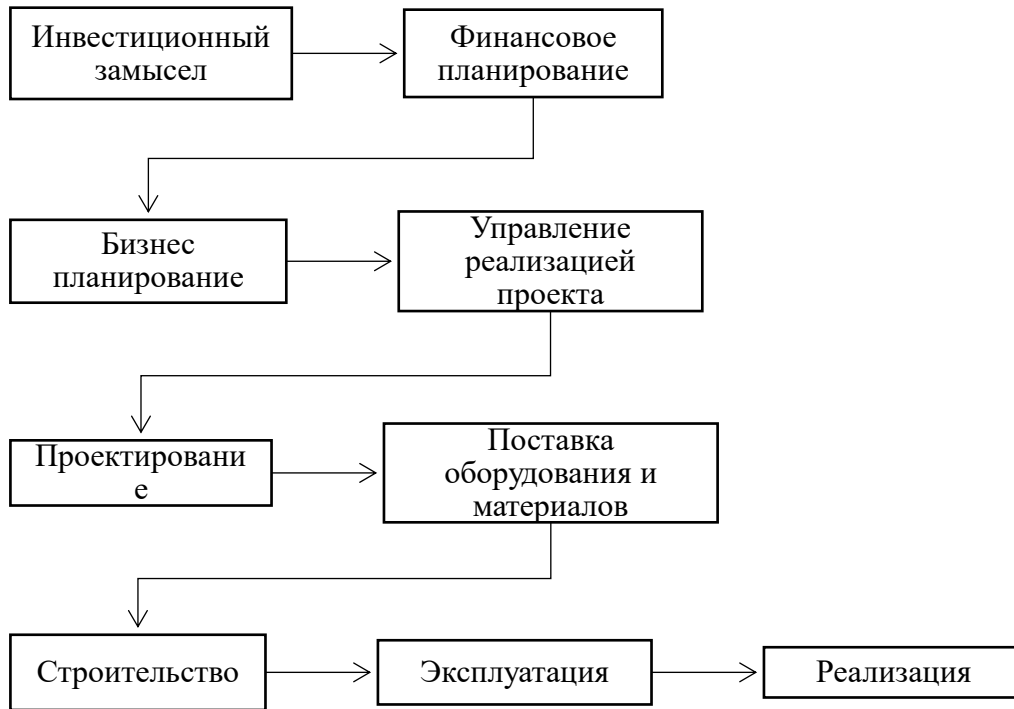 Инвестиционный
замысел
Финансовое
планирование
Бизнес
планирование
Управление
реализацией
проекта
Проектировани
е
Поставка
оборудования и
материалов
Строительство
Эксплуатация
Реализация